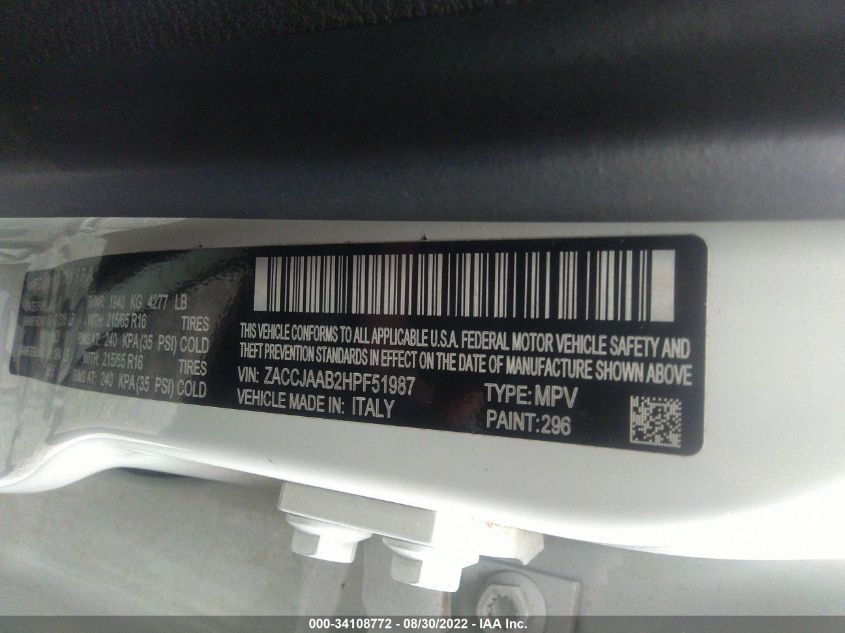 GVWR: 1940 KG 4277 LB
WITH: 215/65 R16 TIRES
RIMS AT: 240 KPA(35 PSI) COLD
WITH: 215/65 R16 TIRES
RIMS AT: 240 KPA(35 PSI) COLD
THIS VEHICLE CONFORMS TO ALL APPLICABLE U.S.A. FEDERAL MOTOR VEHICLE SAFETY AND
THEFT PREVENTION STANDARDS IN EFFECT ON THE DATE OF MANUFACTURE SHOWN ABOVE
VIN: ZACCJAAB2HPF51987 TYPE: MPV
VEHICLE MADE IN: ITALY PAINT: 296
000-34108772 — 08/30/2022 — IAA Inc.